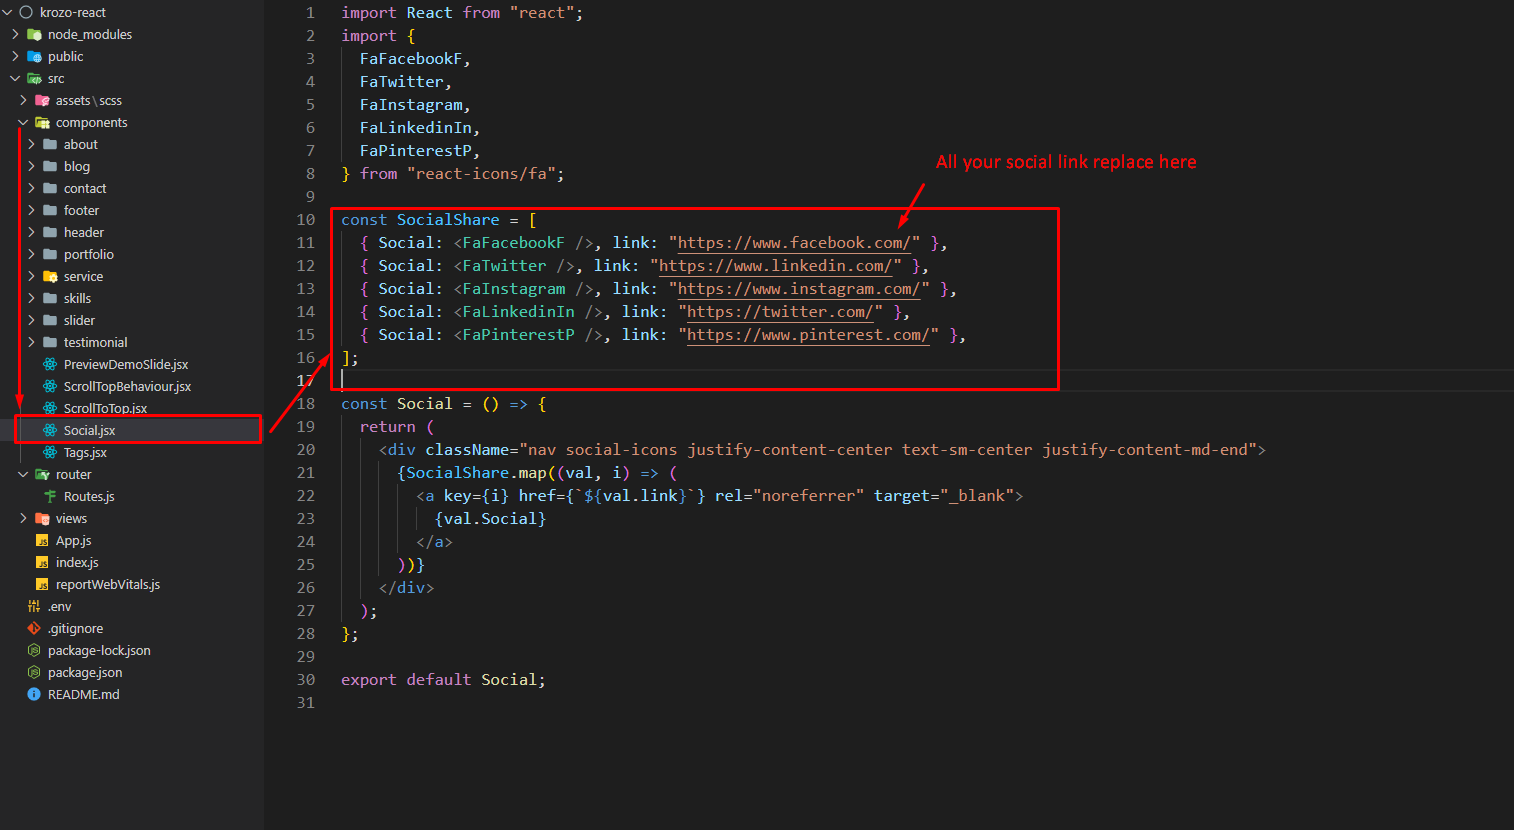 krozo-react
node_modules
public
src
assets\scss
components
about
blog
contact
footer
header
portfolio
service
skills
slider
testimonial
PreviewDemoSlide.jsx
ScrollTopBehaviour.jsx
ScrollToTop.jsx
Social.jsx
Tags.jsx
router
Routes.js
views
App.js
index.js
reportWebVitals.js
.env
.gitignore
package-lock.json
package.json
README.md
1 import React from "react";
2 import {
3 FaFacebookF,
4 FaTwitter,
5 FaInstagram,
6 FaLinkedinIn,
7 FaPinterestP,
8 } from "react-icons/fa";
All your social link replace here
9
10 const SocialShare = [
11 { Social: <FaFacebookF />, link: "https://www.facebook.com/" },
12 { Social: <FaTwitter />, link: "https://www.linkedin.com/" },
13 { Social: <FaInstagram />, link: "https://www.instagram.com/" },
14 { Social: <FaLinkedinIn />, link: "https://twitter.com/" },
15 { Social: <FaPinterestP />, link: "https://www.pinterest.com/" },
16 ];
17
18 const Social = () => {
19 return (
20 <div className="nav social-icons justify-content-center text-sm-center justify-content-md-end">
21 {SocialShare.map((val, i) => (
22 <a key={i} href={`${val.link}`} rel="noreferrer" target="_blank">
23 {val.Social}
24 </a>
25 ))}
26 </div>
27 );
28 };
29
30 export default Social;
31